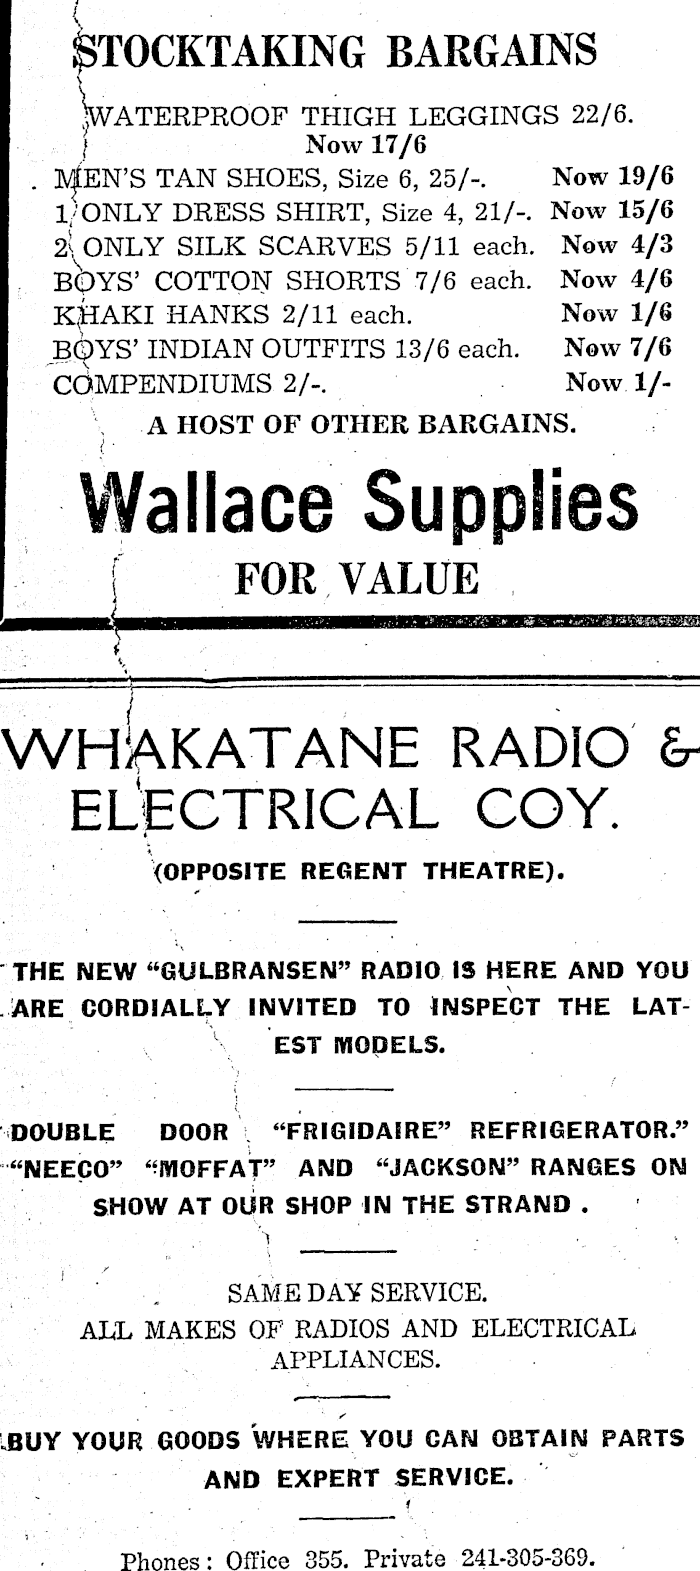 STOCKTAKING BARGAINS
WATERPROOF THIGH LEGGINGS 22/6.
Now 17/6
MEN'S TAN SHOES, Size 6, 25/-. Now 19/6
1 ONLY DRESS SHIRT, Size 4, 21/-. Now 15/6
2 ONLY SILK SCARVES 5/11 each. Now 4/3
BOYS' COTTON SHORTS 7/6 each. Now 4/6
KHAKI HANKS 2/11 each. Now 1/6
BOYS' INDIAN OUTFITS 13/6 each. Now 7/6
COMPENDIUMS 2/-. Now 1/-
A HOST OF OTHER BARGAINS.
Wallace Supplies
FOR VALUE
WHAKATANE RADIO &
ELECTRICAL COY.
(OPPOSITE REGENT THEATRE).
THE NEW "GULBRANSEN" RADIO IS HERE AND YOU
ARE CORDIALLY INVITED TO INSPECT THE LAT-
EST MODELS.
DOUBLE DOOR "FRIGIDAIRE" REFRIGERATOR."
"NEECO" "MOFFAT" AND "JACKSON" RANGES ON
SHOW AT OUR SHOP IN THE STRAND .
SAME DAY SERVICE.
ALL MAKES OF RADIOS AND ELECTRICAL
APPLIANCES.
BUY YOUR GOODS WHERE YOU CAN OBTAIN PARTS
AND EXPERT SERVICE.
Phones: Office 355. Private 241-305-369.